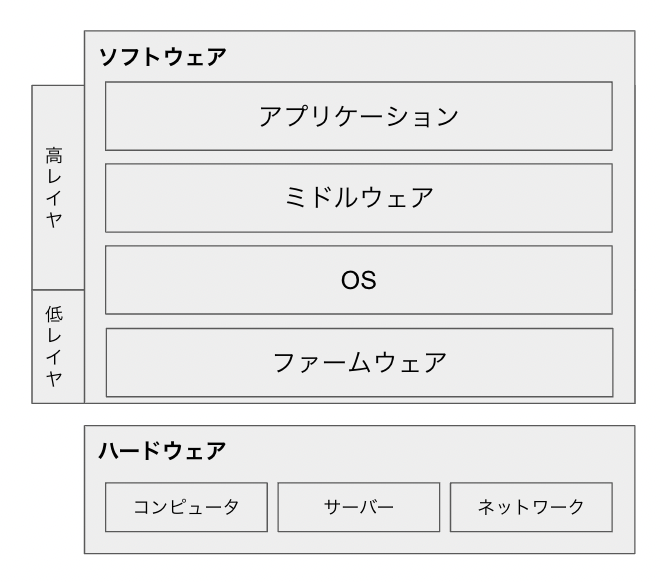 ソフトウェア
アプリケーション
ミドルウェア
OS
ファームウェア
高レイヤ
低レイヤ
ハードウェア
コンピュータ
サーバー
ネットワーク